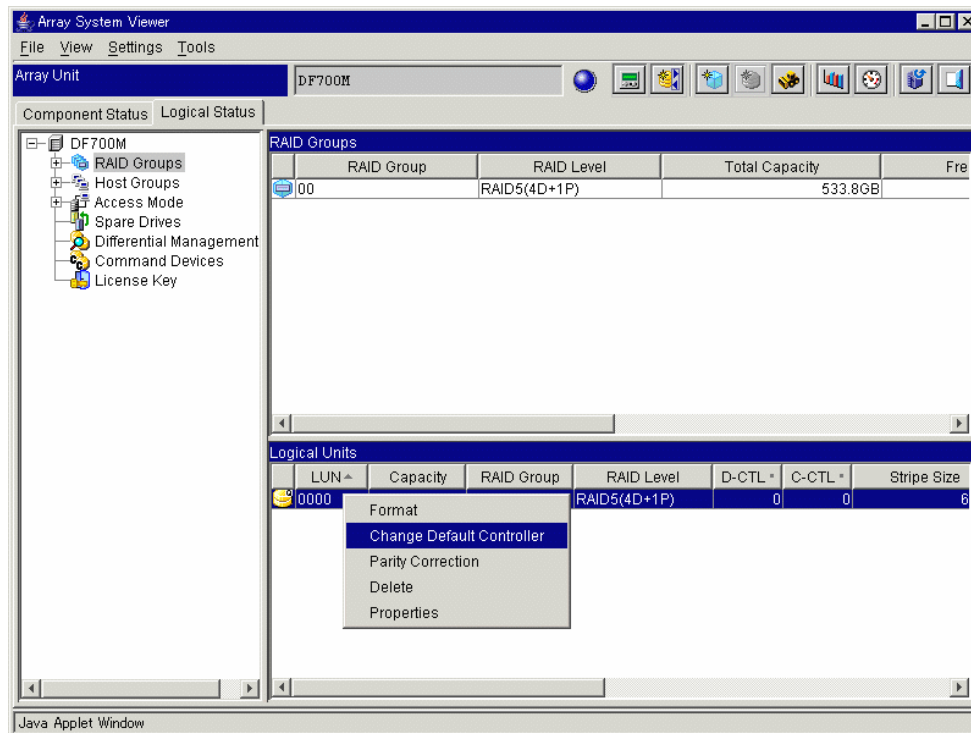 Array System Viewer
File View Settings Tools
Array Unit DF700M
Component Status Logical Status
DF700M
RAID Groups
Host Groups
Access Mode
Spare Drives
Differential Management
Command Devices
License Key
RAID Groups
RAID Group RAID Level Total Capacity Fre
00 RAID5(4D+1P) 533.8GB
Logical Units
LUN Capacity RAID Group RAID Level D-CTL * C-CTL * Stripe Size
0000 RAID5(4D+1P) 0 0 6
Format
Change Default Controller
Parity Correction
Delete
Properties
Java Applet Window